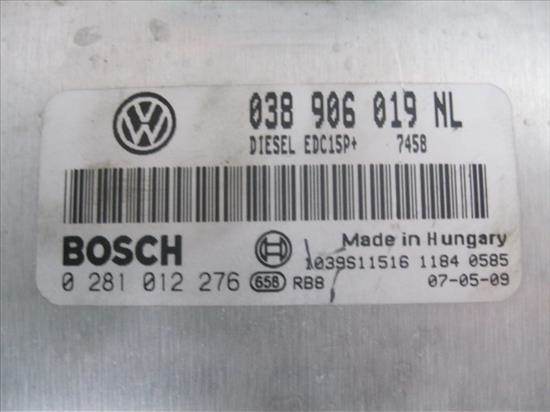 038 906 019 NL
DIESEL EDC15P+ 7458
BOSCH
Made in Hungary
1039S11516 1184 0585
0 281 012 276 658 RB8 07-05-09